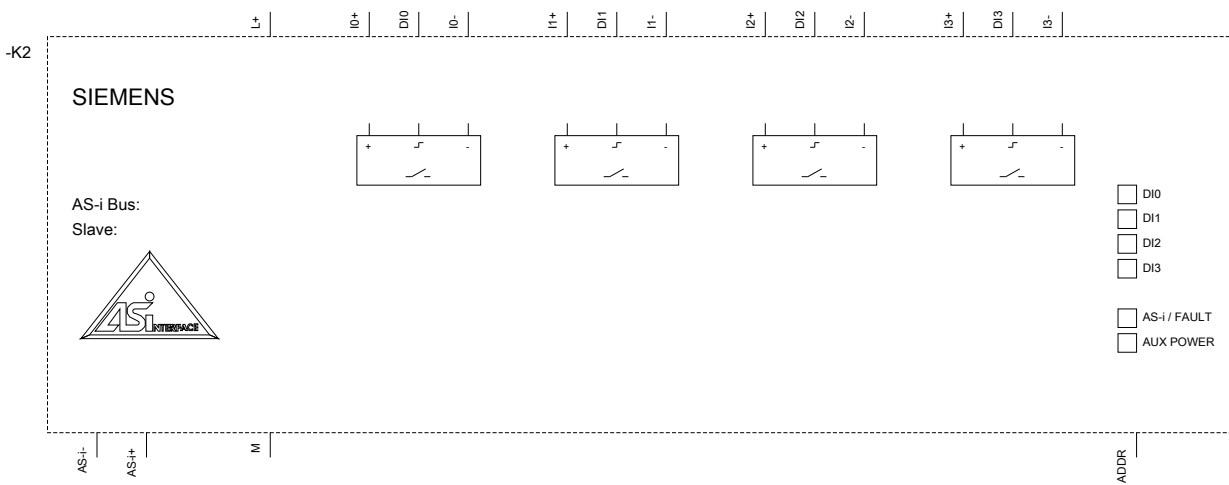 L+ I0+ DI0 I0- I1+ DI1 I1- I2+ DI2 I2- I3+ DI3 I3-
-K2
SIEMENS
+ - + - + - + -
AS-i Bus:
Slave:
DI0
DI1
DI2
DI3
ASi INTERFACE
AS-i / FAULT
AUX POWER
AS-i- AS-i+ M ADDR